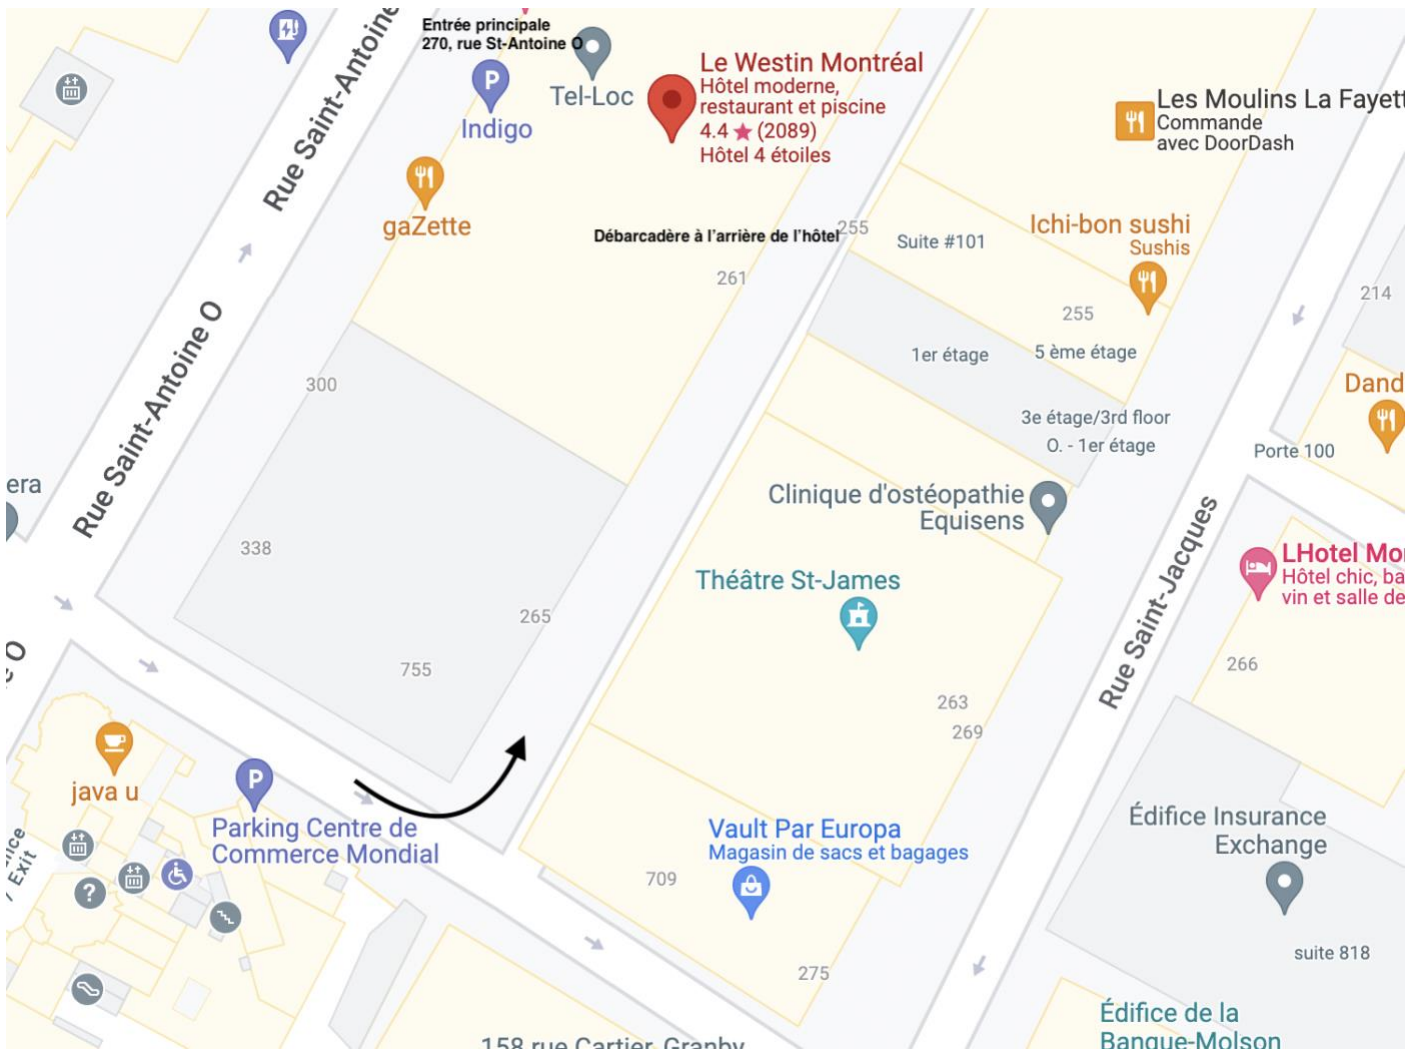 Rue Saint-Antoine
Entrée principale
270, rue St-Antoine O
P
Indigo
Tel-Loc
Le Westin Montréal
Hôtel moderne,
restaurant et piscine
4.4 ★ (2089)
Hôtel 4 étoiles
Les Moulins La Fayett
Commande
avec DoorDash
gaZette
Débarcadère à l'arrière de l'hôtel
255
Suite #101
Ichi-bon sushi
Sushis
261
255
214
Rue Saint-Antoine O
1er étage
5 ème étage
300
Dand
3e étage/3rd floor
O. - 1er étage
Porte 100
era
Clinique d'ostéopathie
Equisens
338
Rue Saint-Jacques
LHotel Mo
Hôtel chic, ba
vin et salle de
Théâtre St-James
265
e O
755
266
263
269
java u
P
Parking Centre de
Commerce Mondial
Vault Par Europa
Magasin de sacs et bagages
Édifice Insurance
Exchange
/ Exit
?
709
suite 818
275
Édifice de la
Banque-Molson
158 rue Cartier, Granby